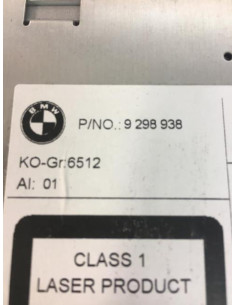 BMW
P/NO.: 9 298 938
KO-Gr:6512
AI: 01
CLASS 1
LASER PRODUCT